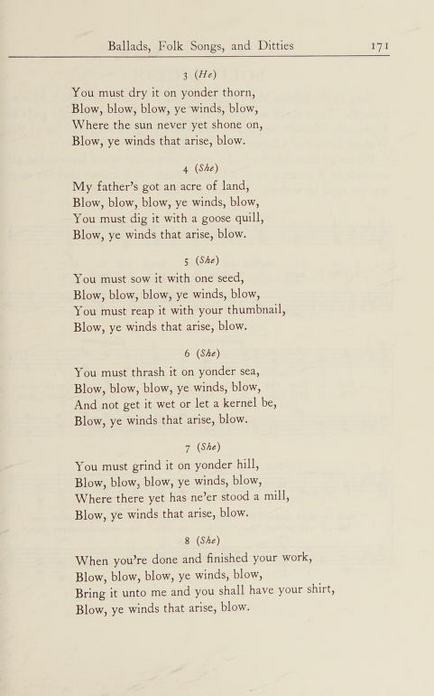 Ballads, Folk Songs, and Ditties 171
3 (He)
You must dry it on yonder thorn,
Blow, blow, blow, ye winds, blow,
Where the sun never yet shone on,
Blow, ye winds that arise, blow.
4 (She)
My father's got an acre of land,
Blow, blow, blow, ye winds, blow,
You must dig it with a goose quill,
Blow, ye winds that arise, blow.
5 (She)
You must sow it with one seed,
Blow, blow, blow, ye winds, blow,
You must reap it with your thumbnail,
Blow, ye winds that arise, blow.
6 (She)
You must thrash it on yonder sea,
Blow, blow, blow, ye winds, blow,
And not get it wet or let a kernel be,
Blow, ye winds that arise, blow.
7 (She)
You must grind it on yonder hill,
Blow, blow, blow, ye winds, blow,
Where there yet has ne'er stood a mill,
Blow, ye winds that arise, blow.
8 (She)
When you're done and finished your work,
Blow, blow, blow, ye winds, blow,
Bring it unto me and you shall have your shirt,
Blow, ye winds that arise, blow.